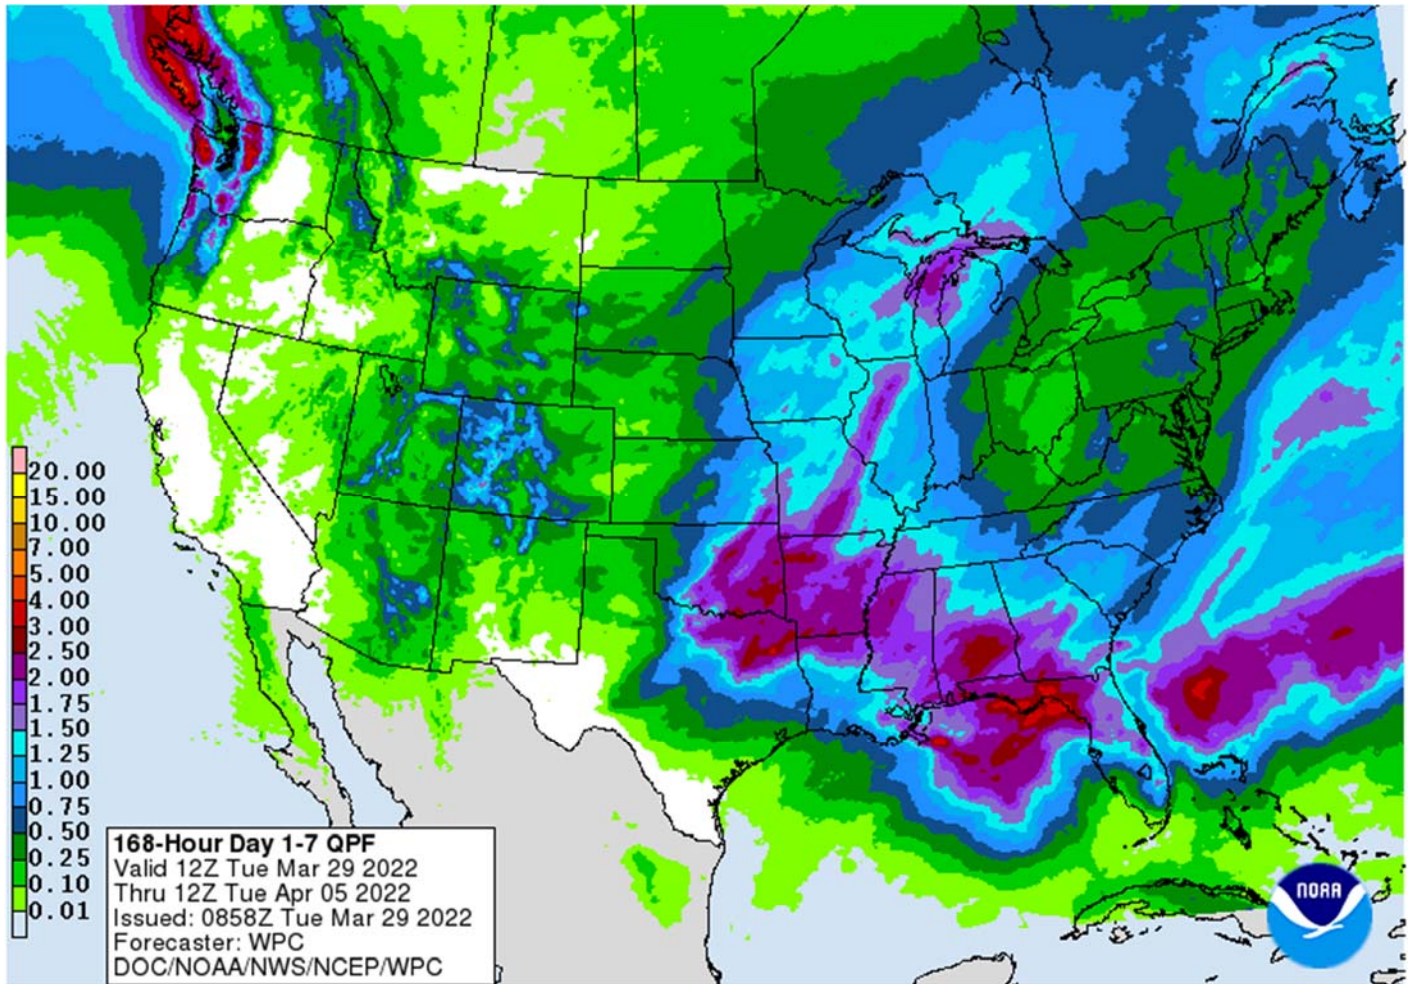 20.00
15.00
10.00
7.00
5.00
4.00
3.00
2.50
2.00
1.75
1.50
1.25
1.00
0.75
0.50
0.25
0.10
0.01
168-Hour Day 1-7 QPF
Valid 12Z Tue Mar 29 2022
Thru 12Z Tue Apr 05 2022
Issued: 0858Z Tue Mar 29 2022
Forecaster: WPC
DOC/NOAA/NWS/NCEP/WPC
NOAA